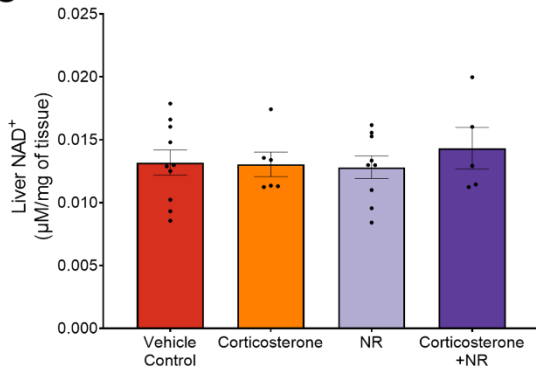 0.025
0.020
0.015
0.010
0.005
0.000
Liver NAD+
(µM/mg of tissue)
Vehicle
Control
Corticosterone
NR
Corticosterone
+NR